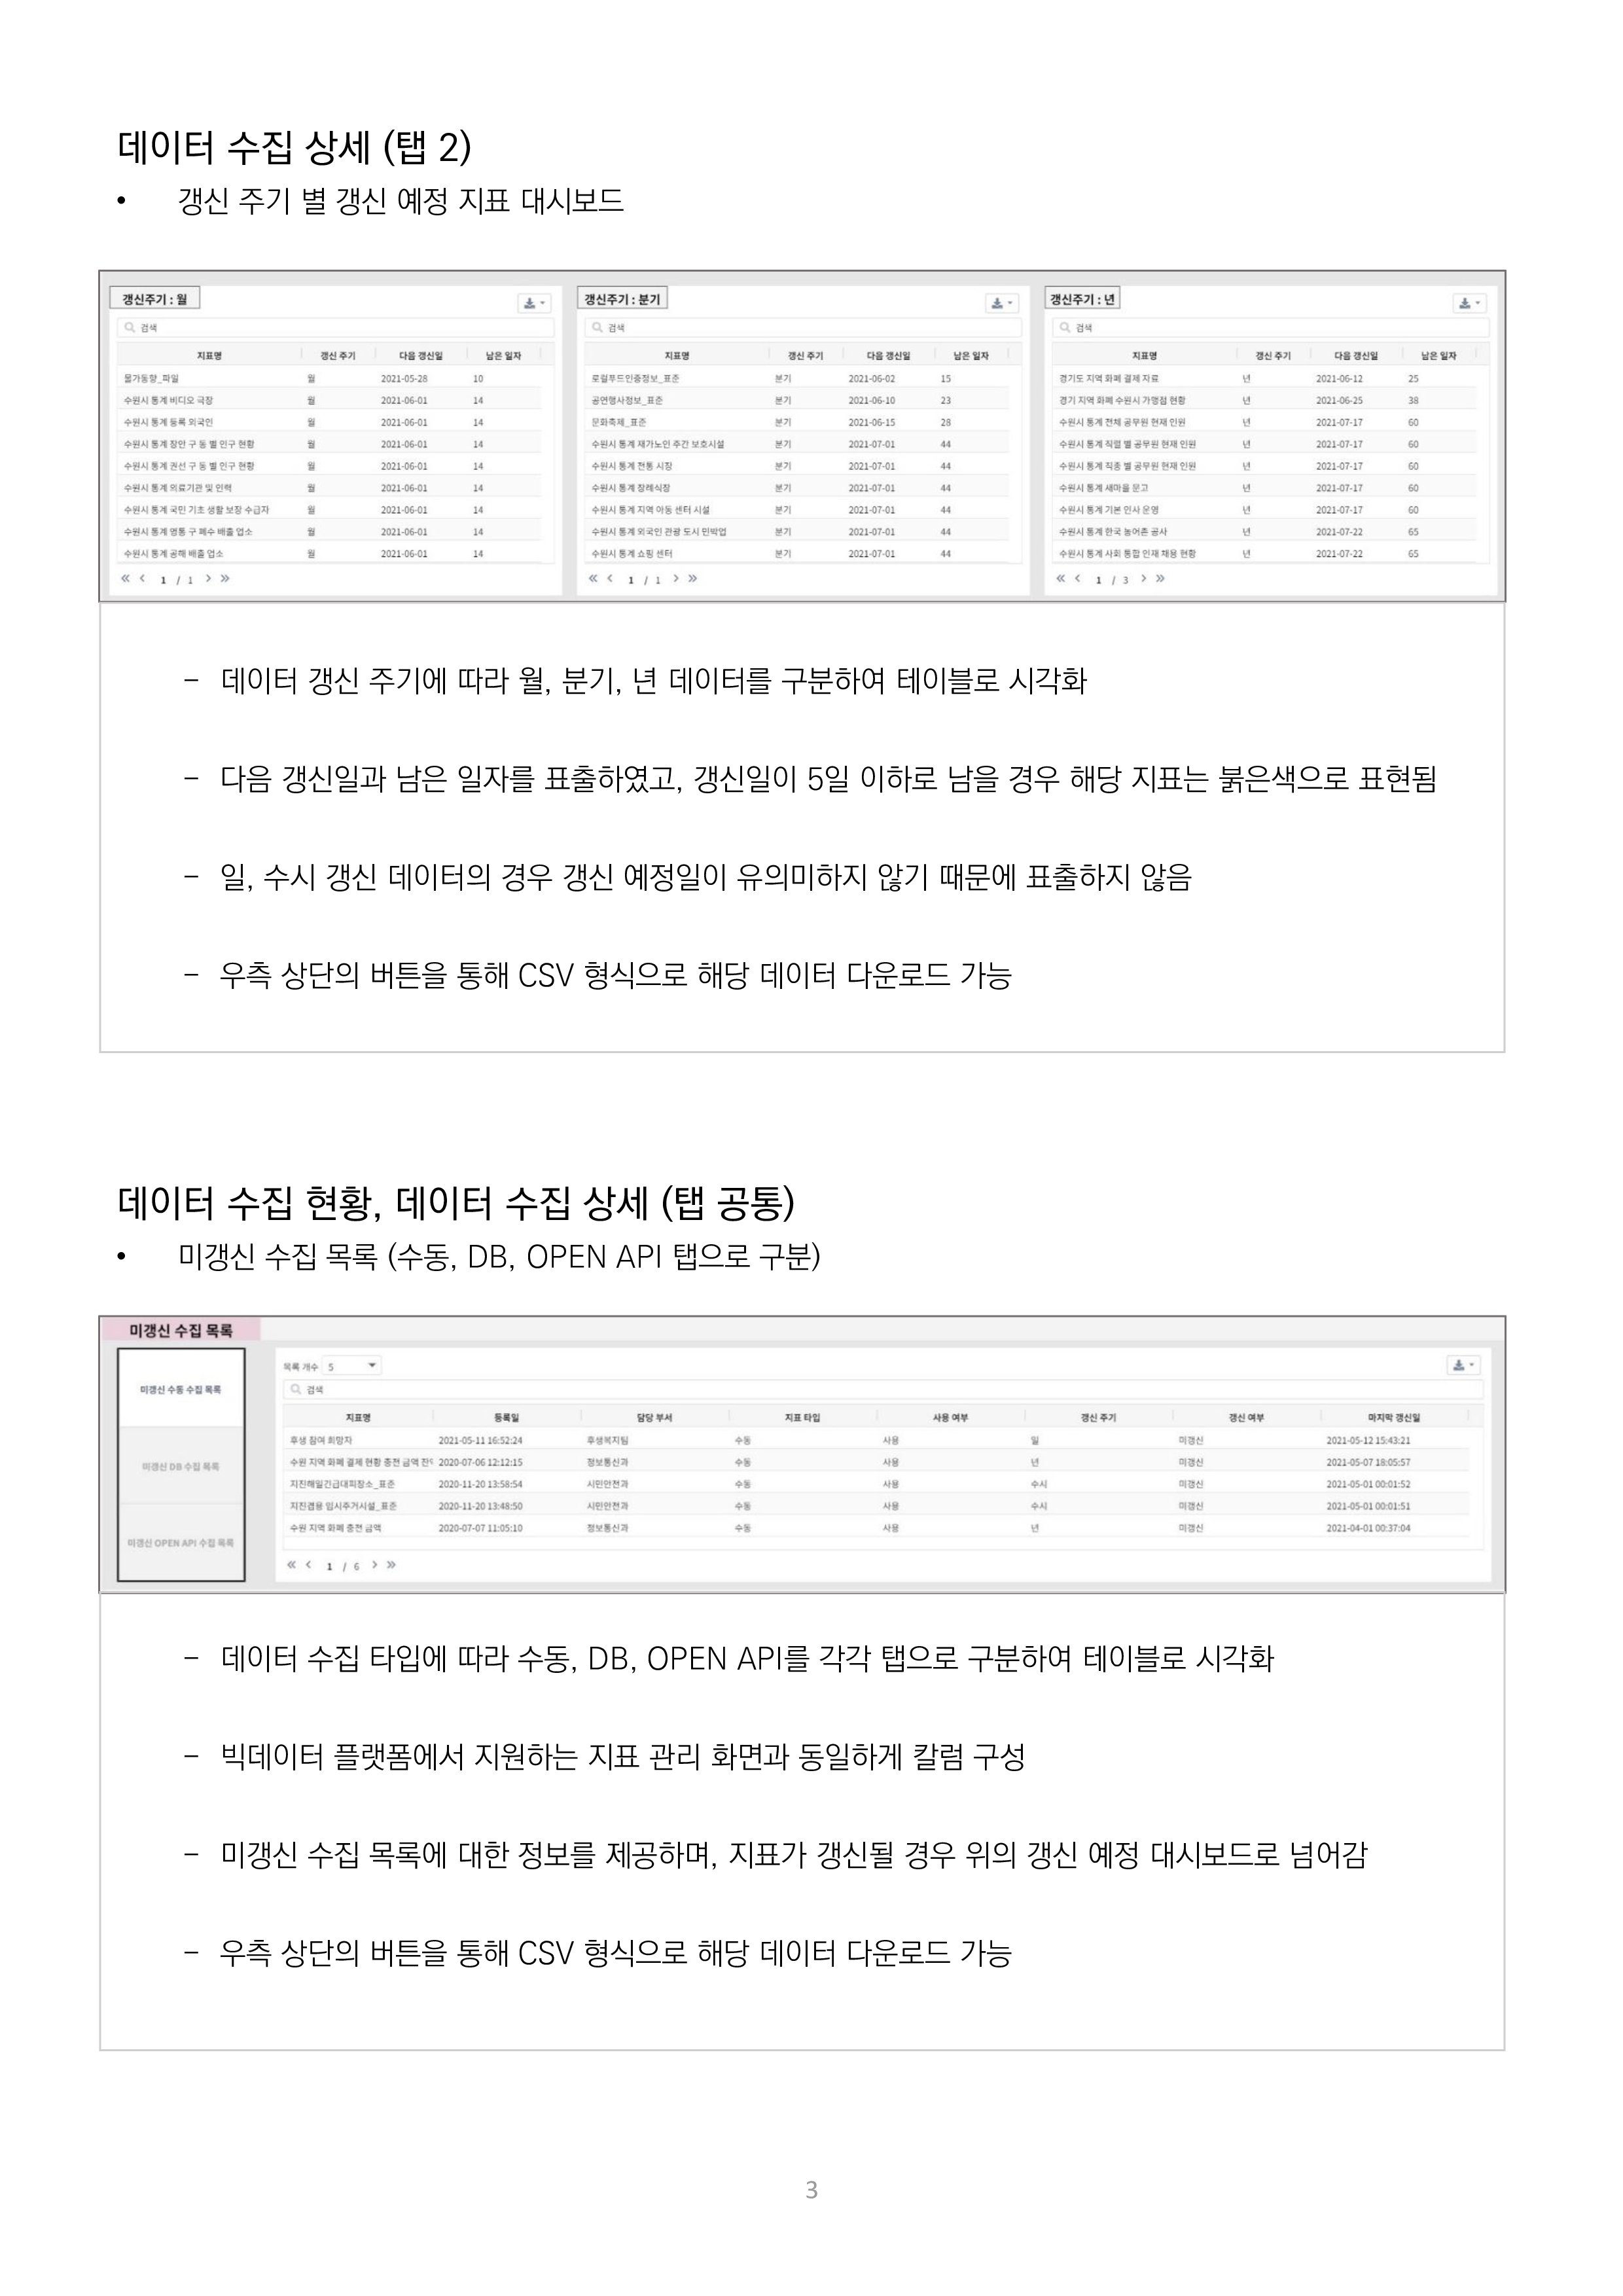 데이터 수집 상세 (탭 2)
• 갱신 주기 별 갱신 예정 지표 대시보드
갱신주기 : 월
검색
지표명 갱신 주기 다음 갱신일 남은 일자
물가동향_파일 월 2021-05-28 10
수원시 통계 비디오 극장 월 2021-06-01 14
수원시 통계 등록 외국인 월 2021-06-01 14
수원시 통계 장안 구 동 별 인구 현황 월 2021-06-01 14
수원시 통계 권선 구 동 별 인구 현황 월 2021-06-01 14
수원시 통계 의료기관 및 인력 월 2021-06-01 14
수원시 통계 국민 기초 생활 보장 수급자 월 2021-06-01 14
수원시 통계 영통 구 폐수 배출 업소 월 2021-06-01 14
수원시 통계 공해 배출 업소 월 2021-06-01 14
« < 1 / 1 > »
갱신주기 : 분기
검색
지표명 갱신 주기 다음 갱신일 남은 일자
로컬푸드인증정보_표준 분기 2021-06-02 15
공연행사정보_표준 분기 2021-06-10 23
문화축제_표준 분기 2021-06-15 28
수원시 통계 재가노인 주간 보호시설 분기 2021-07-01 44
수원시 통계 전통 시장 분기 2021-07-01 44
수원시 통계 장례식장 분기 2021-07-01 44
수원시 통계 지역 아동 센터 시설 분기 2021-07-01 44
수원시 통계 외국인 관광 도시 민박업 분기 2021-07-01 44
수원시 통계 쇼핑 센터 분기 2021-07-01 44
« < 1 / 1 > »
갱신주기 : 년
검색
지표명 갱신 주기 다음 갱신일 남은 일자
경기도 지역 화폐 결제 자료 년 2021-06-12 25
경기 지역 화폐 수원시 가맹점 현황 년 2021-06-25 38
수원시 통계 전체 공무원 현재 인원 년 2021-07-17 60
수원시 통계 직렬 별 공무원 현재 인원 년 2021-07-17 60
수원시 통계 직종 별 공무원 현재 인원 년 2021-07-17 60
수원시 통계 새마을 문고 년 2021-07-17 60
수원시 통계 기본 인사 운영 년 2021-07-17 60
수원시 통계 한국 농어촌 공사 년 2021-07-22 65
수원시 통계 사회 통합 인재 채용 현황 년 2021-07-22 65
« < 1 / 3 > »
– 데이터 갱신 주기에 따라 월, 분기, 년 데이터를 구분하여 테이블로 시각화
– 다음 갱신일과 남은 일자를 표출하였고, 갱신일이 5일 이하로 남을 경우 해당 지표는 붉은색으로 표현됨
– 일, 수시 갱신 데이터의 경우 갱신 예정일이 유의미하지 않기 때문에 표출하지 않음
– 우측 상단의 버튼을 통해 CSV 형식으로 해당 데이터 다운로드 가능
데이터 수집 현황, 데이터 수집 상세 (탭 공통)
• 미갱신 수집 목록 (수동, DB, OPEN API 탭으로 구분)
미갱신 수집 목록
미갱신 수동 수집 목록
미갱신 DB 수집 목록
미갱신 OPEN API 수집 목록
목록 개수 5
검색
지표명 등록일 담당 부서 지표 타입 사용 여부 갱신 주기 갱신 여부 마지막 갱신일
후생 참여 희망자 2021-05-11 16:52:24 후생복지팀 수동 사용 일 미갱신 2021-05-12 15:43:21
수원 지역 화폐 결제 현황 충전 금액 2020-07-06 12:12:15 정보통신과 수동 사용 년 미갱신 2021-05-07 18:05:57
지진해일긴급대피장소_표준 2020-11-20 13:58:54 시민안전과 수동 사용 수시 미갱신 2021-05-01 00:01:52
지진겸용 임시주거시설_표준 2020-11-20 13:48:50 시민안전과 수동 사용 수시 미갱신 2021-05-01 00:01:51
수원 지역 화폐 충전 금액 2020-07-07 11:05:10 정보통신과 수동 사용 년 미갱신 2021-04-01 00:37:04
« < 1 / 6 > »
– 데이터 수집 타입에 따라 수동, DB, OPEN API를 각각 탭으로 구분하여 테이블로 시각화
– 빅데이터 플랫폼에서 지원하는 지표 관리 화면과 동일하게 칼럼 구성
– 미갱신 수집 목록에 대한 정보를 제공하며, 지표가 갱신될 경우 위의 갱신 예정 대시보드로 넘어감
– 우측 상단의 버튼을 통해 CSV 형식으로 해당 데이터 다운로드 가능
3